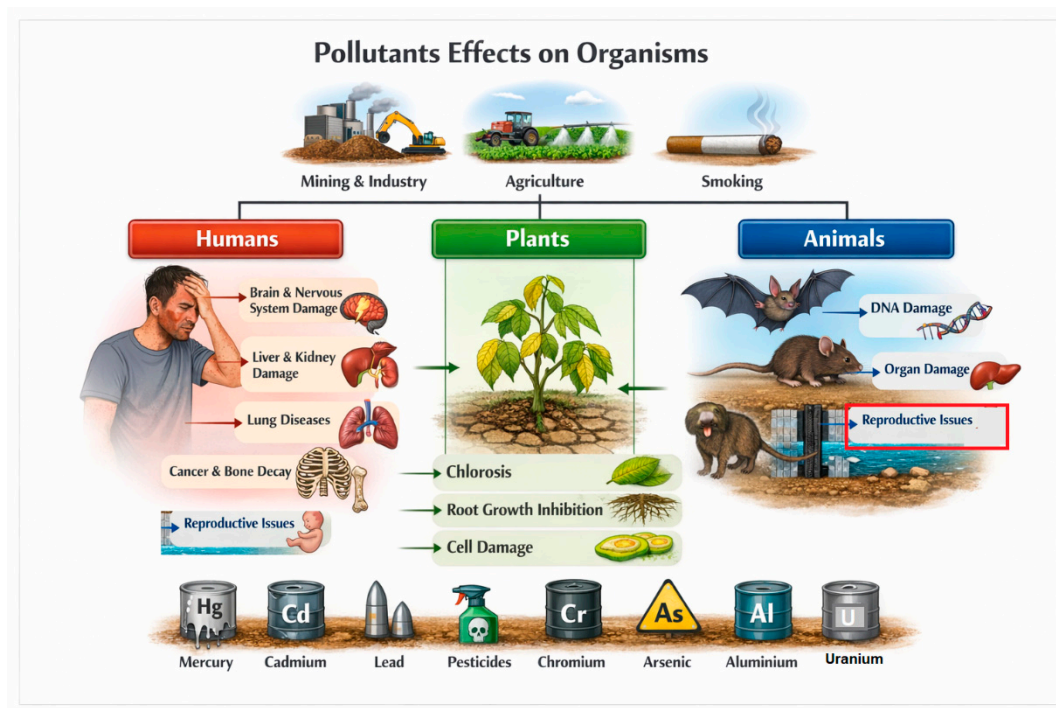 Pollutants Effects on Organisms
Mining & Industry
Agriculture
Smoking
Humans
Plants
Animals
Brain & Nervous
System Damage
Liver & Kidney
Damage
Lung Diseases
Cancer & Bone Decay
Reproductive Issues
Chlorosis
Root Growth Inhibition
Cell Damage
DNA Damage
Organ Damage
Reproductive Issues
Hg
Cd
Cr
As
Al
U
Mercury
Cadmium
Lead
Pesticides
Chromium
Arsenic
Aluminium
Uranium